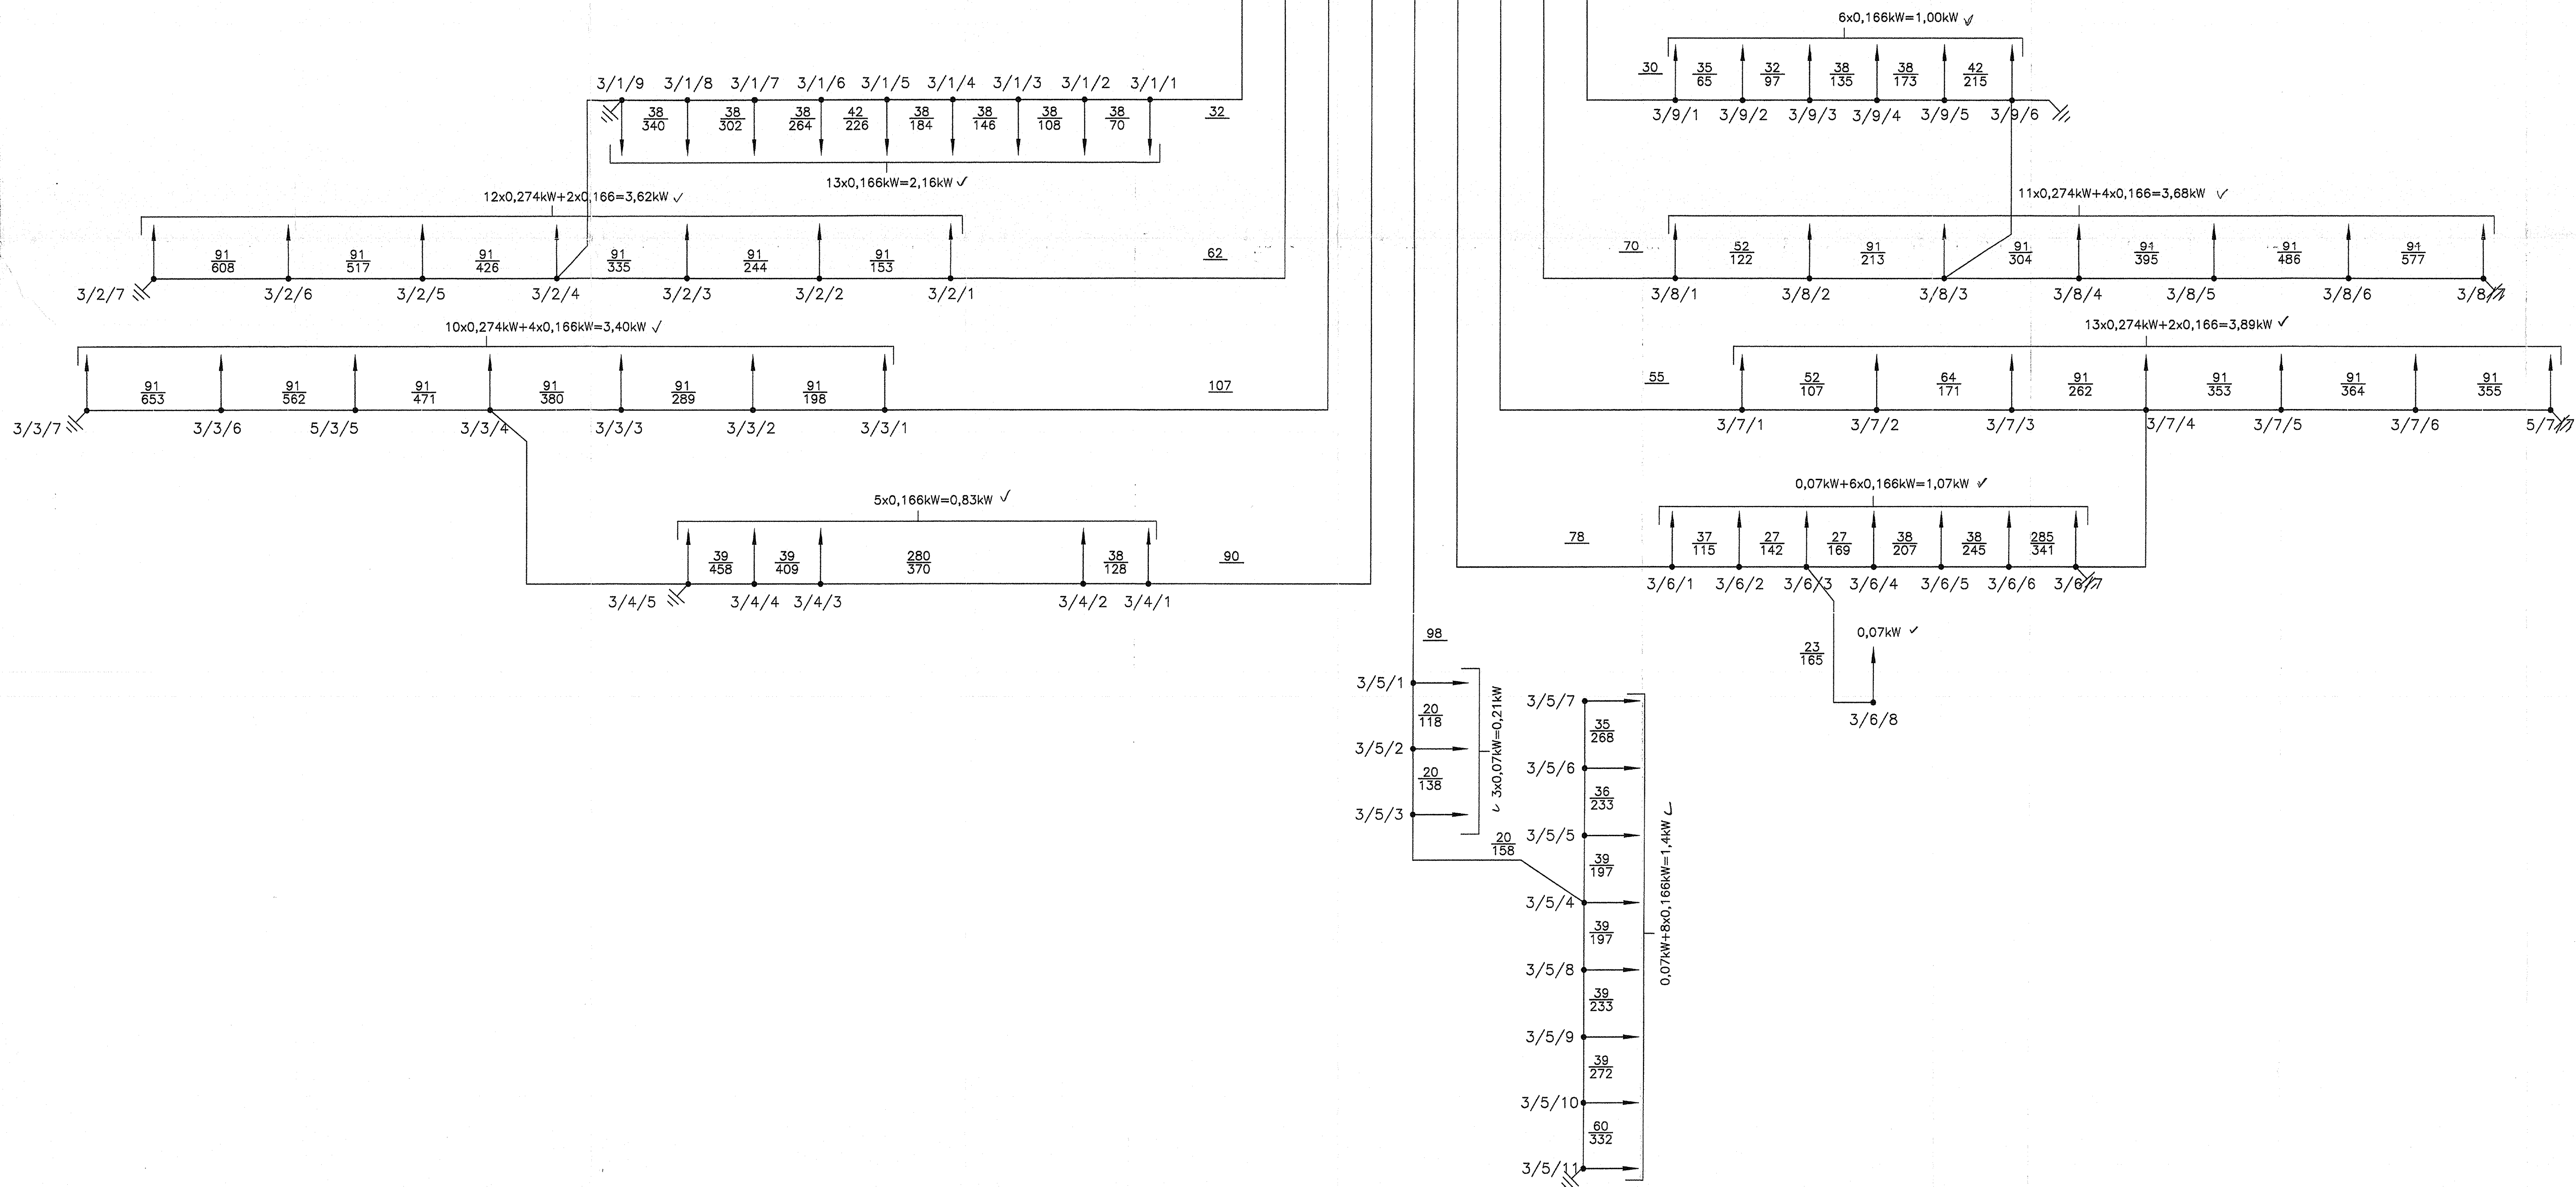 6x0,166kW=1,00kW
30 35/65 32/97 38/135 38/173 42/215
3/9/1 3/9/2 3/9/3 3/9/4 3/9/5 3/9/6
3/1/9 3/1/8 3/1/7 3/1/6 3/1/5 3/1/4 3/1/3 3/1/2 3/1/1
38/340 38/302 38/264 42/226 38/184 38/146 38/108 38/70 32
13x0,166kW=2,16kW
12x0,274kW+2x0,166=3,62kW
91/608 91/517 91/426 91/335 91/244 91/153 62
3/2/7 3/2/6 3/2/5 3/2/4 3/2/3 3/2/2 3/2/1
11x0,274kW+4x0,166=3,68kW
70 52/122 91/213 91/304 91/395 91/486 91/577
3/8/1 3/8/2 3/8/3 3/8/4 3/8/5 3/8/6 3/8/7
10x0,274kW+4x0,166kW=3,40kW
91/653 91/562 91/471 91/380 91/289 91/198 107
3/3/7 3/3/6 5/3/5 3/3/4 3/3/3 3/3/2 3/3/1
13x0,274kW+2x0,166=3,89kW
55 52/107 64/171 91/262 91/353 91/364 91/355
3/7/1 3/7/2 3/7/3 3/7/4 3/7/5 3/7/6 5/7/7
5x0,166kW=0,83kW
39/458 39/409 280/370 38/128 90
3/4/5 3/4/4 3/4/3 3/4/2 3/4/1
0,07kW+6x0,166kW=1,07kW
78 37/115 27/142 27/169 38/207 38/245 285/341
3/6/1 3/6/2 3/6/3 3/6/4 3/6/5 3/6/6 3/6/7
0,07kW
23/165
3/6/8
98
3/5/1
20/118
3/5/2
20/138
3/5/3
3x0,07kW=0,21kW
20/158
3/5/7
35/268
3/5/6
36/233
3/5/5
39/197
3/5/4
39/197
3/5/8
39/233
3/5/9
39/272
3/5/10
60/332
3/5/11
0,07kW+8x0,166kW=1,4kW